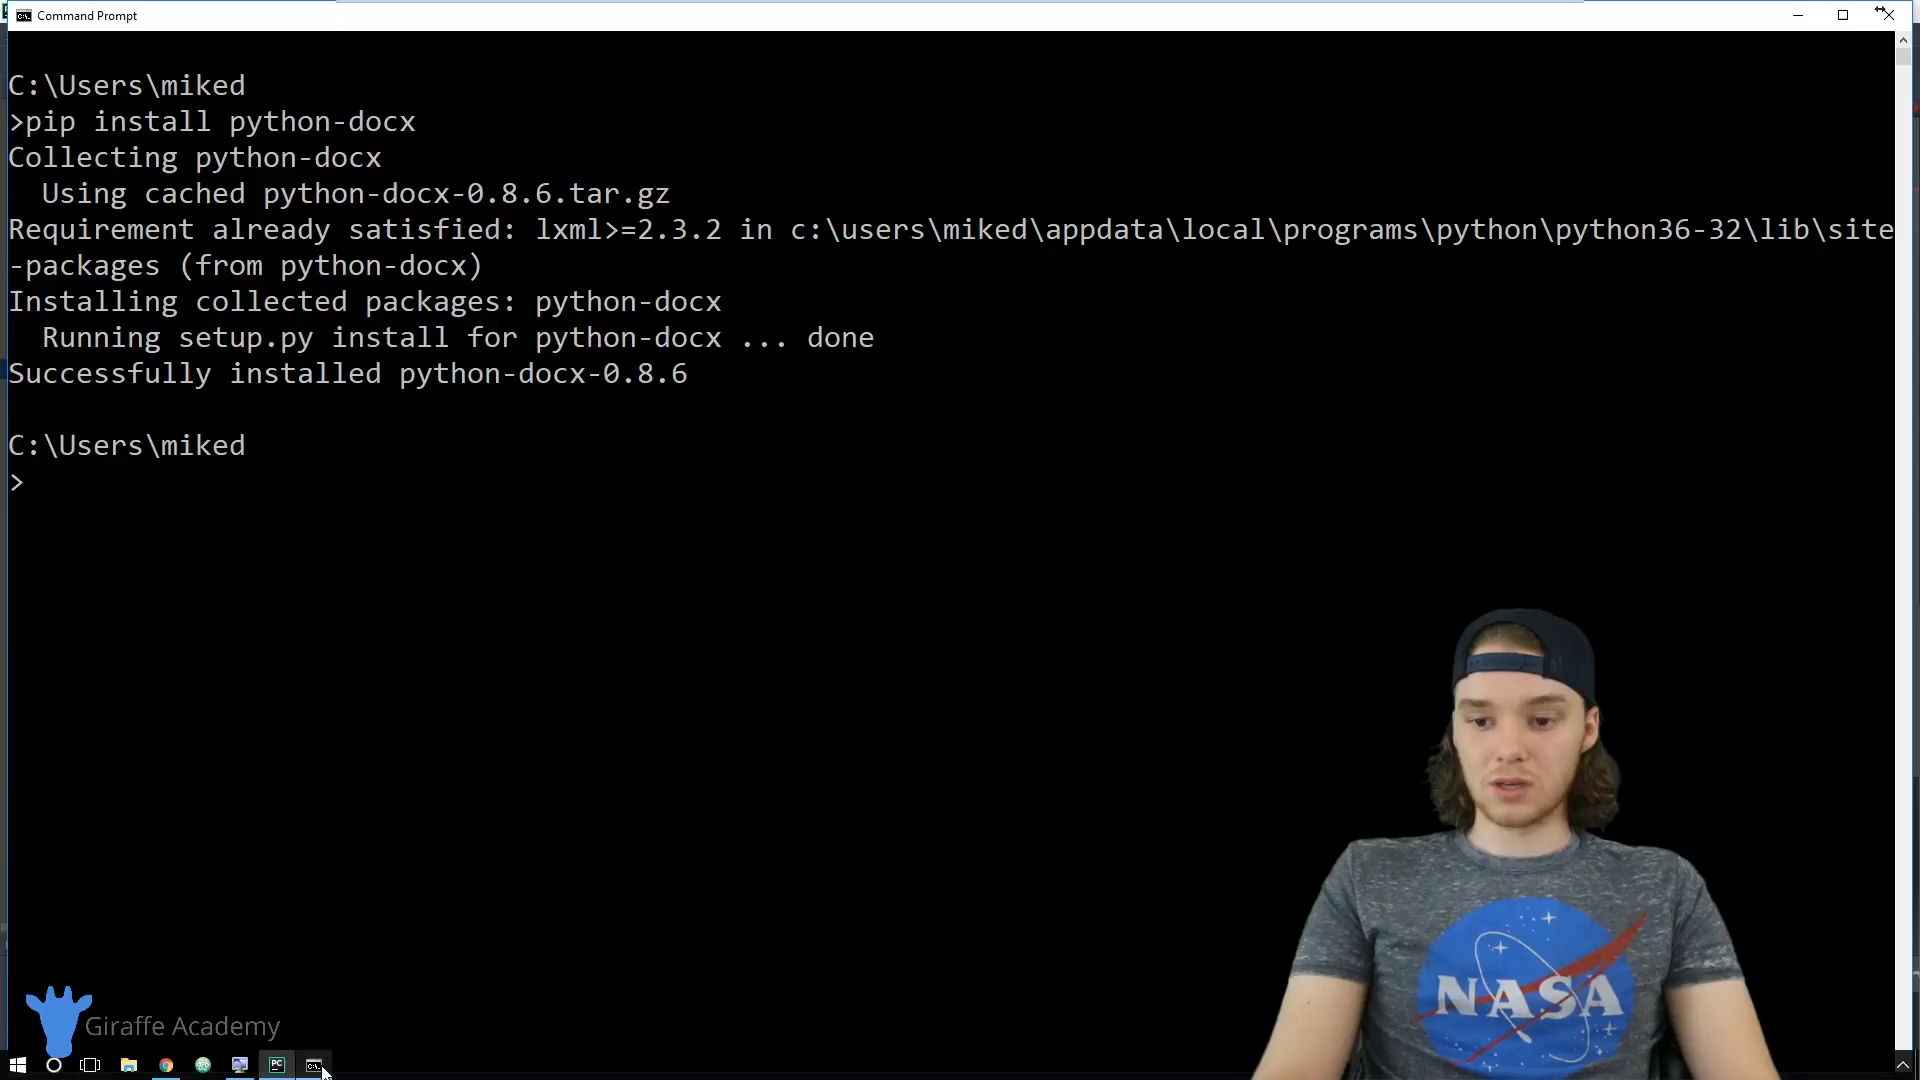 Command Prompt
C:\Users\miked
>pip install python-docx
Collecting python-docx
  Using cached python-docx-0.8.6.tar.gz
Requirement already satisfied: lxml>=2.3.2 in c:\users\miked\appdata\local\programs\python\python36-32\lib\site
-packages (from python-docx)
Installing collected packages: python-docx
  Running setup.py install for python-docx ... done
Successfully installed python-docx-0.8.6
C:\Users\miked
>
NASA
Giraffe Academy
PC
C:\.